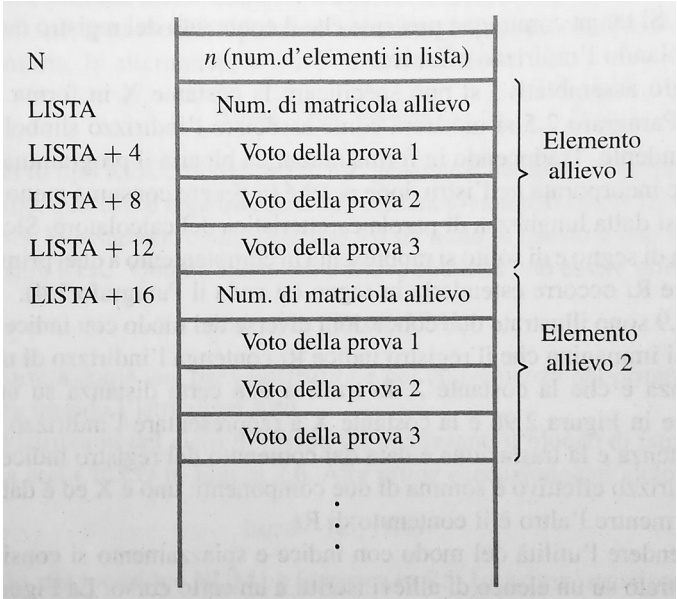 N
n (num.d'elementi in lista)
LISTA
Num. di matricola allievo
LISTA + 4
Voto della prova 1
LISTA + 8
Voto della prova 2
LISTA + 12
Voto della prova 3
Elemento
allievo 1
LISTA + 16
Num. di matricola allievo
Voto della prova 1
Voto della prova 2
Voto della prova 3
Elemento
allievo 2